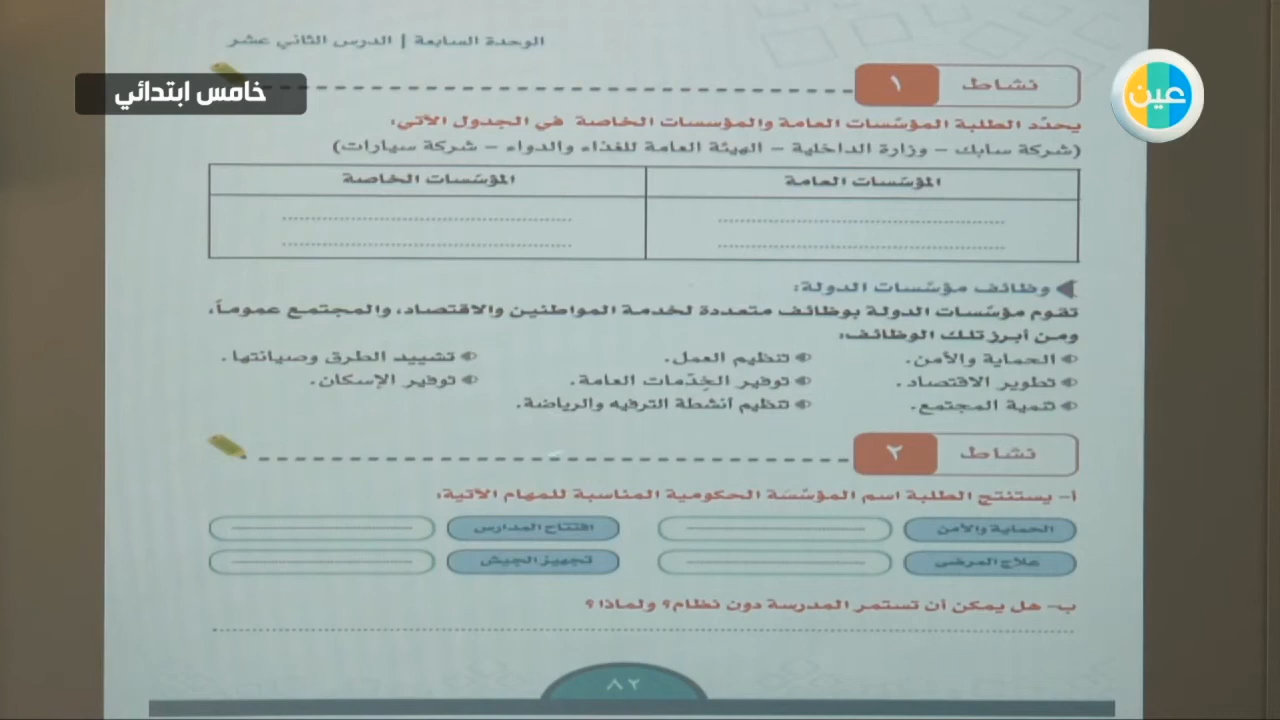 الوحدة السابعة | الدرس الثاني عشر
خامس ابتدائي
عين
نشاط ١
يحدّد الطلبة المؤسّسات العامة والمؤسسات الخاصة في الجدول الآتي:
(شركة سابك – وزارة الداخلية – الهيئة العامة للغذاء والدواء – شركة سيارات)
المؤسّسات العامة المؤسّسات الخاصة
وظائف مؤسّسات الدولة:
تقوم مؤسّسات الدولة بوظائف متعددة لخدمة المواطنين والاقتصاد، والمجتمع عموماً،
ومن أبرز تلك الوظائف:
الحماية والأمن. تنظيم العمل. تشييد الطرق وصيانتها.
تطوير الاقتصاد. توفير الخِدْمات العامة. توفير الإسكان.
تنمية المجتمع. تنظيم أنشطة الترفيه والرياضة.
نشاط ٢
أ- يستنتج الطلبة اسم المؤسّسَة الحكومية المناسبة للمهام الآتية:
الحماية والأمن افتتاح المدارس
علاج المرضى تجهيز الجيش
ب- هل يمكن أن تستمر المدرسة دون نظام؟ ولماذا؟
٨٢